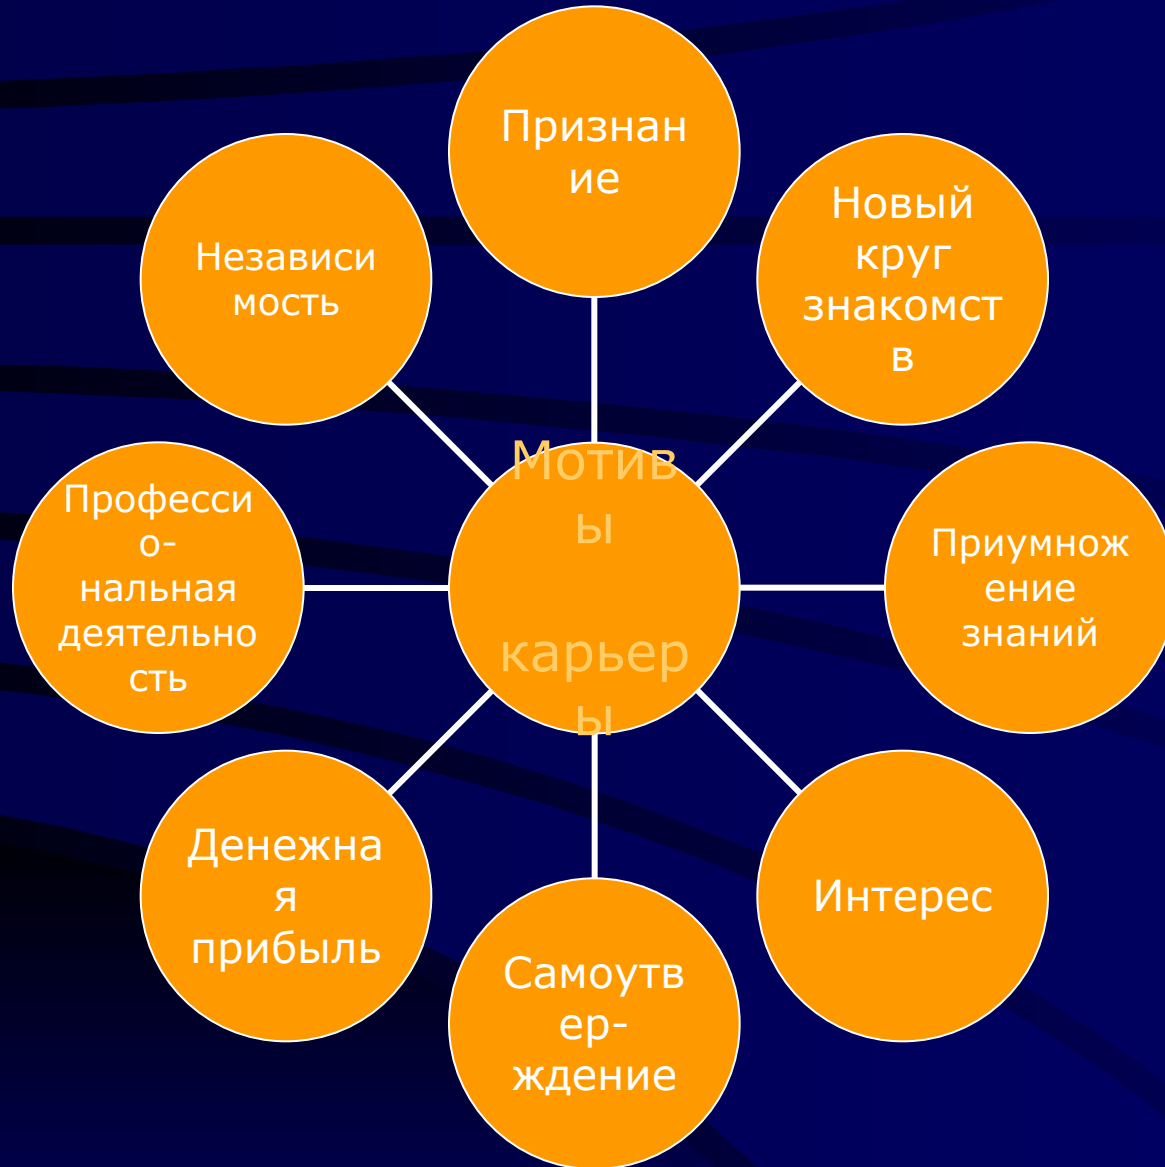 Признан
ие
Новый
круг
знакомст
в
Приумнож
ение
знаний
Интерес
Самоутв
ер-
ждение
Денежна
я
прибыль
Професси
о-
нальная
деятельно
сть
Независи
мость
Мотив
ы
карьер
ы